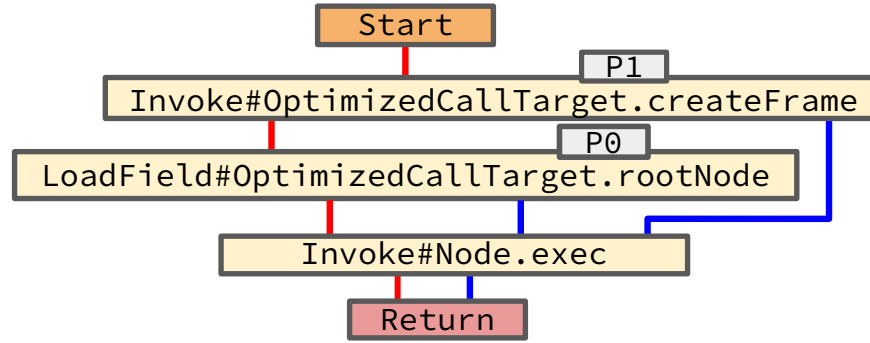 Start
P1
Invoke#OptimizedCallTarget.createFrame
P0
LoadField#OptimizedCallTarget.rootNode
Invoke#Node.exec
Return